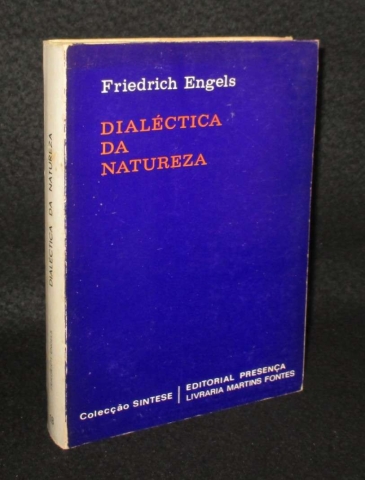 Friedrich Engels
DIALÉCTICA
DA
NATUREZA
Colecção SINTESE
EDITORIAL PRESENÇA
LIVRARIA MARTINS FONTES
DIALÉCTICA DA NATUREZA